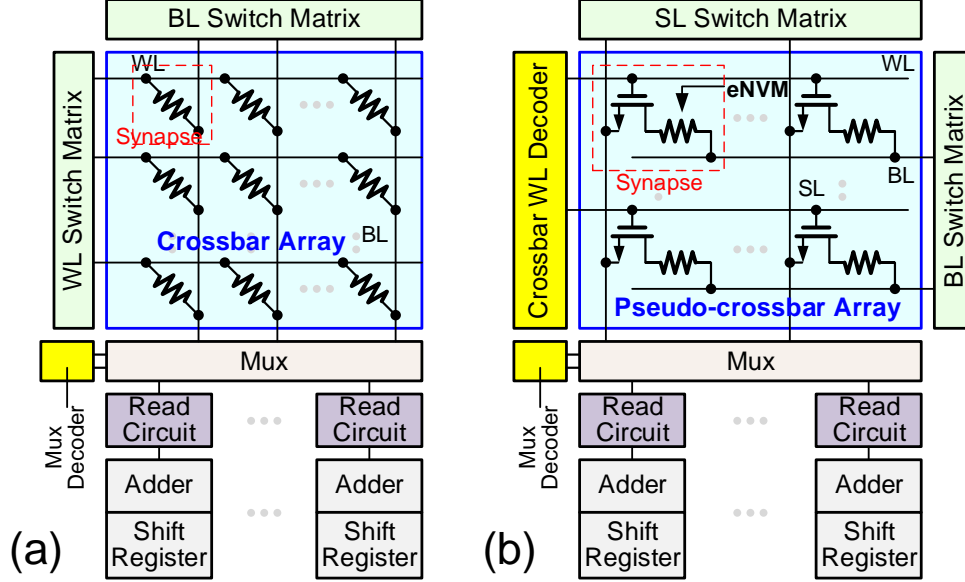 BL Switch Matrix
WL Switch Matrix
WL
Synapse
Crossbar Array
BL
Mux
Mux
Decoder
Read
Circuit
Read
Circuit
Adder
Adder
Shift
Register
Shift
Register
(a)
SL Switch Matrix
Crossbar WL Decoder
WL
eNVM
Synapse
BL
SL
Pseudo-crossbar Array
BL Switch Matrix
Mux
Mux
Decoder
Read
Circuit
Read
Circuit
Adder
Adder
Shift
Register
Shift
Register
(b)